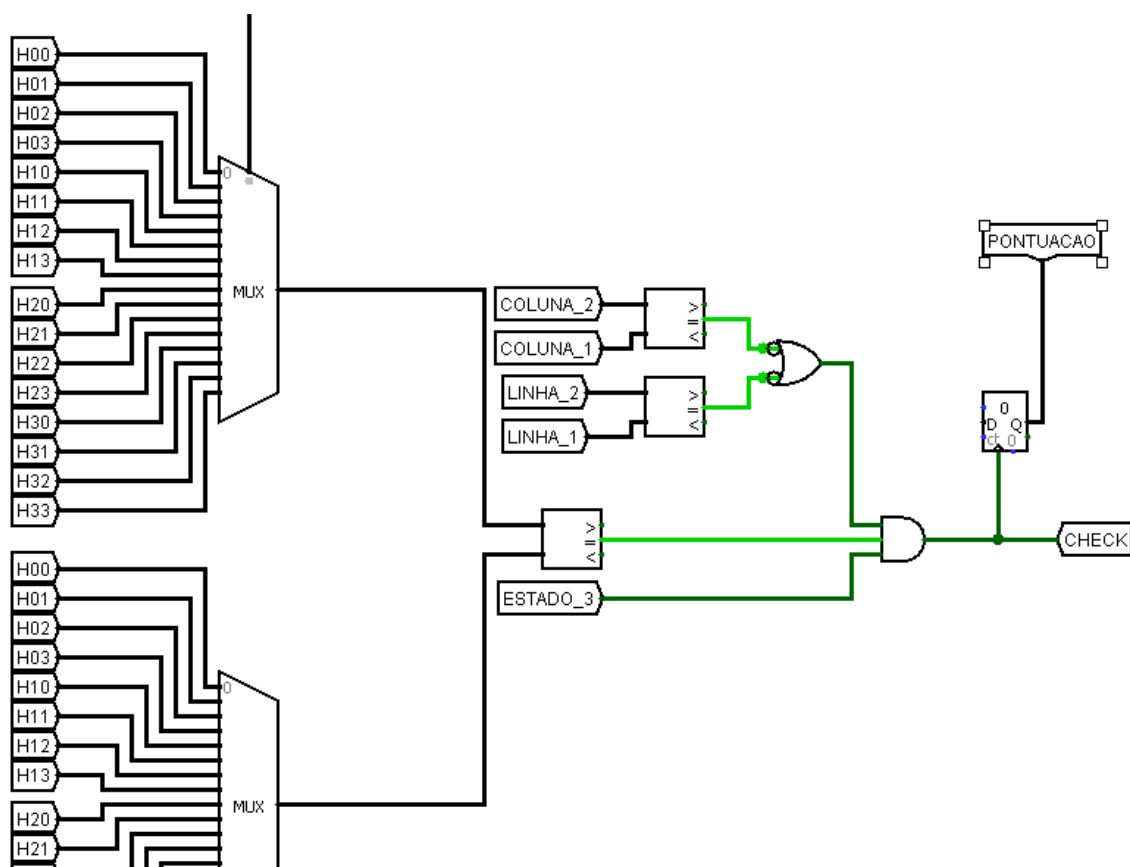 H00
H01
H02
H03
H10
H11
H12
H13
H20
H21
H22
H23
H30
H31
H32
H33
0
MUX
COLUNA_2
COLUNA_1
LINHA_2
LINHA_1
>
=
<
>
=
<
>
=
<
ESTADO_3
PONTUACAO
0
D Q
ct 0
CHECK
H00
H01
H02
H03
H10
H11
H12
H13
H20
H21
0
MUX